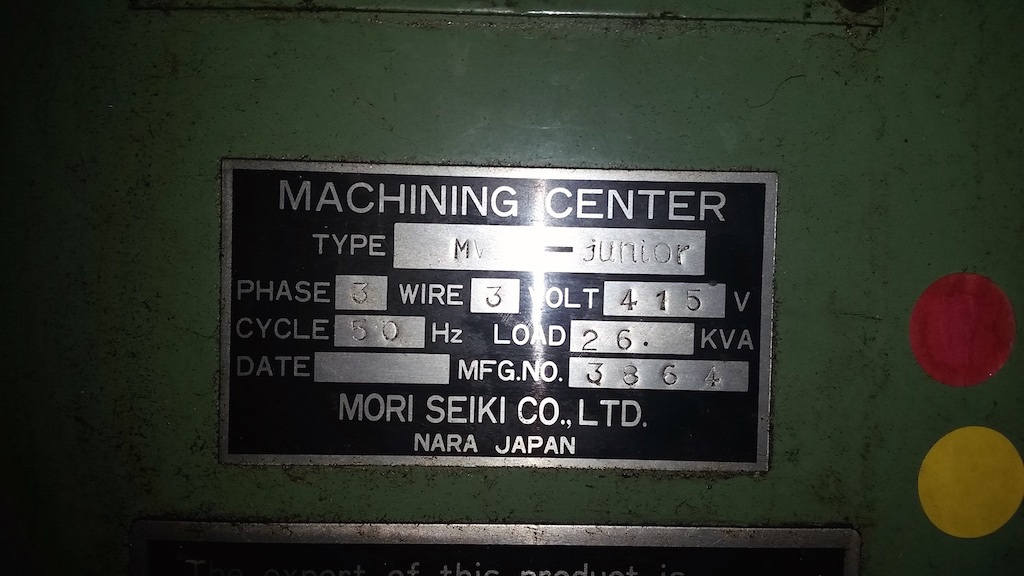 MACHINING CENTER
TYPE MV - junior
PHASE 3 WIRE 3 VOLT 415 V
CYCLE 50 Hz LOAD 26. KVA
DATE MFG.NO. 3864
MORI SEIKI CO., LTD.
NARA JAPAN
The export of this product is